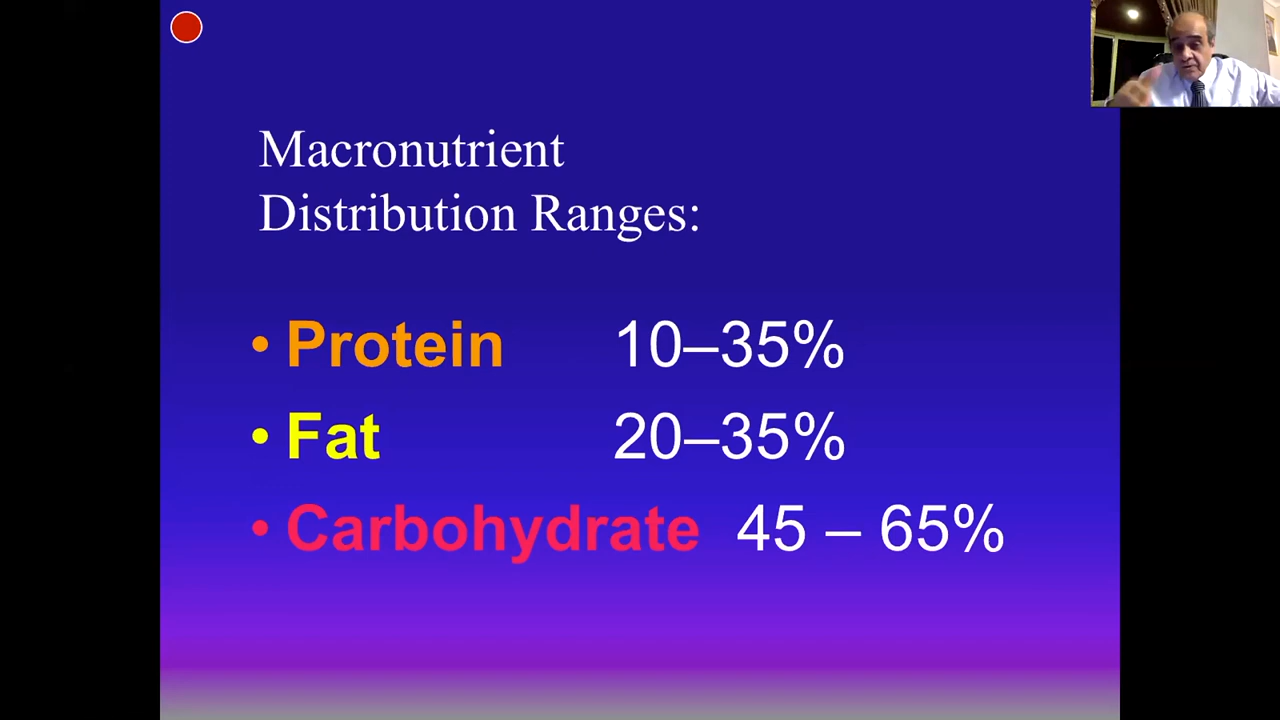 Macronutrient
Distribution Ranges:
• Protein 10–35%
• Fat 20–35%
• Carbohydrate 45 – 65%